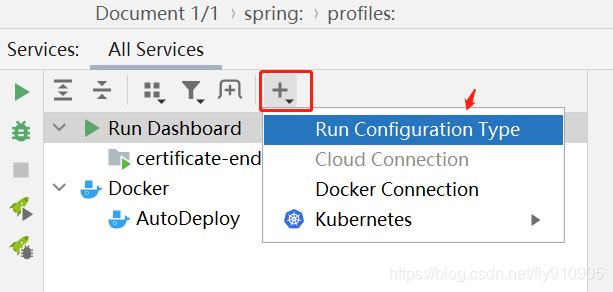 Document 1/1 spring: profiles:
Services: All Services
Run Dashboard
certificate-end
Docker
AutoDeploy
Run Configuration Type
Cloud Connection
Docker Connection
Kubernetes
https://blog.csdn.net/fly910905